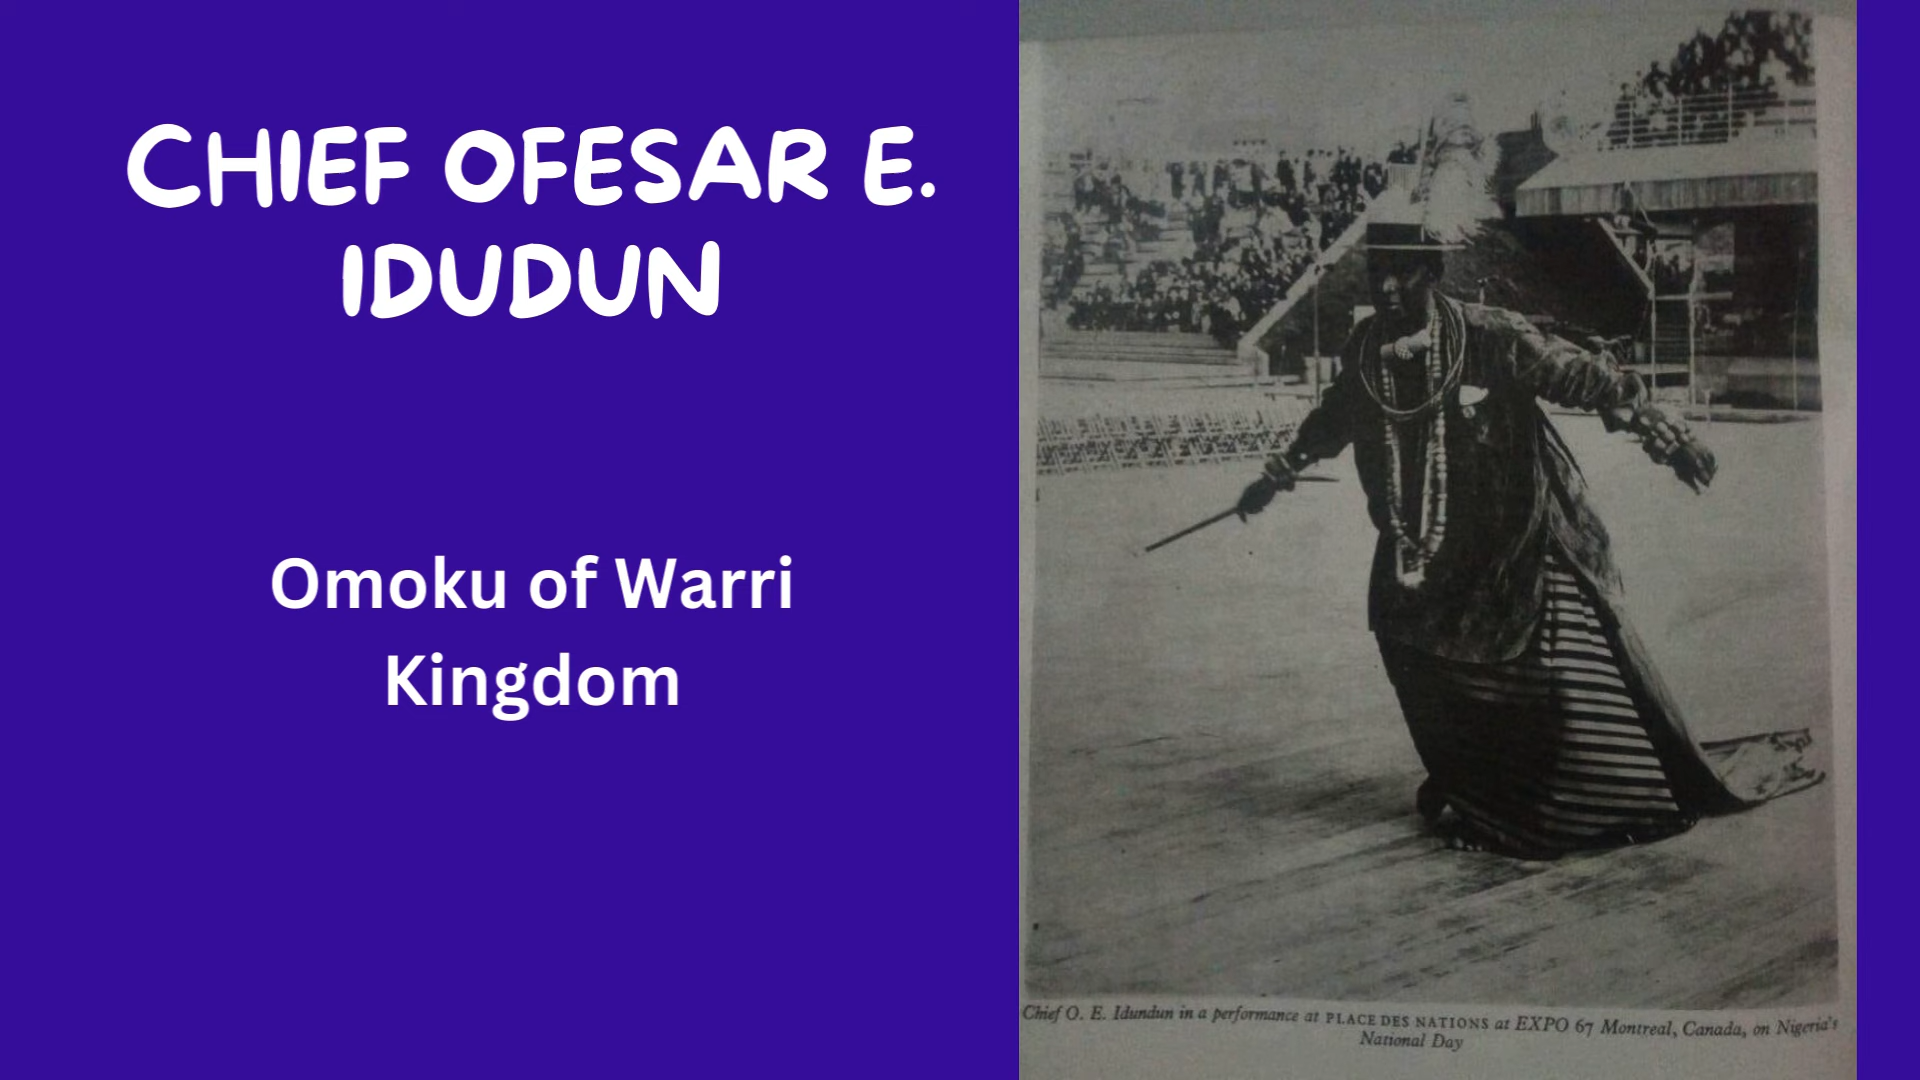 CHIEF OFESAR E.
IDUDUN
Omoku of Warri
Kingdom
Chief O. E. Idundun in a performance at PLACE DES NATIONS at EXPO 67 Montreal, Canada, on Nigeria's
National Day